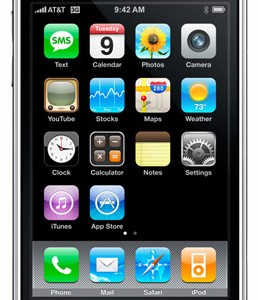 AT&T 3G 9:42 AM
SMS Tuesday 9
Text Calendar Photos Camera
280 73°
YouTube Stocks Maps Weather
Clock Calculator Notes Settings
iTunes App Store
Phone Mail Safari iPod